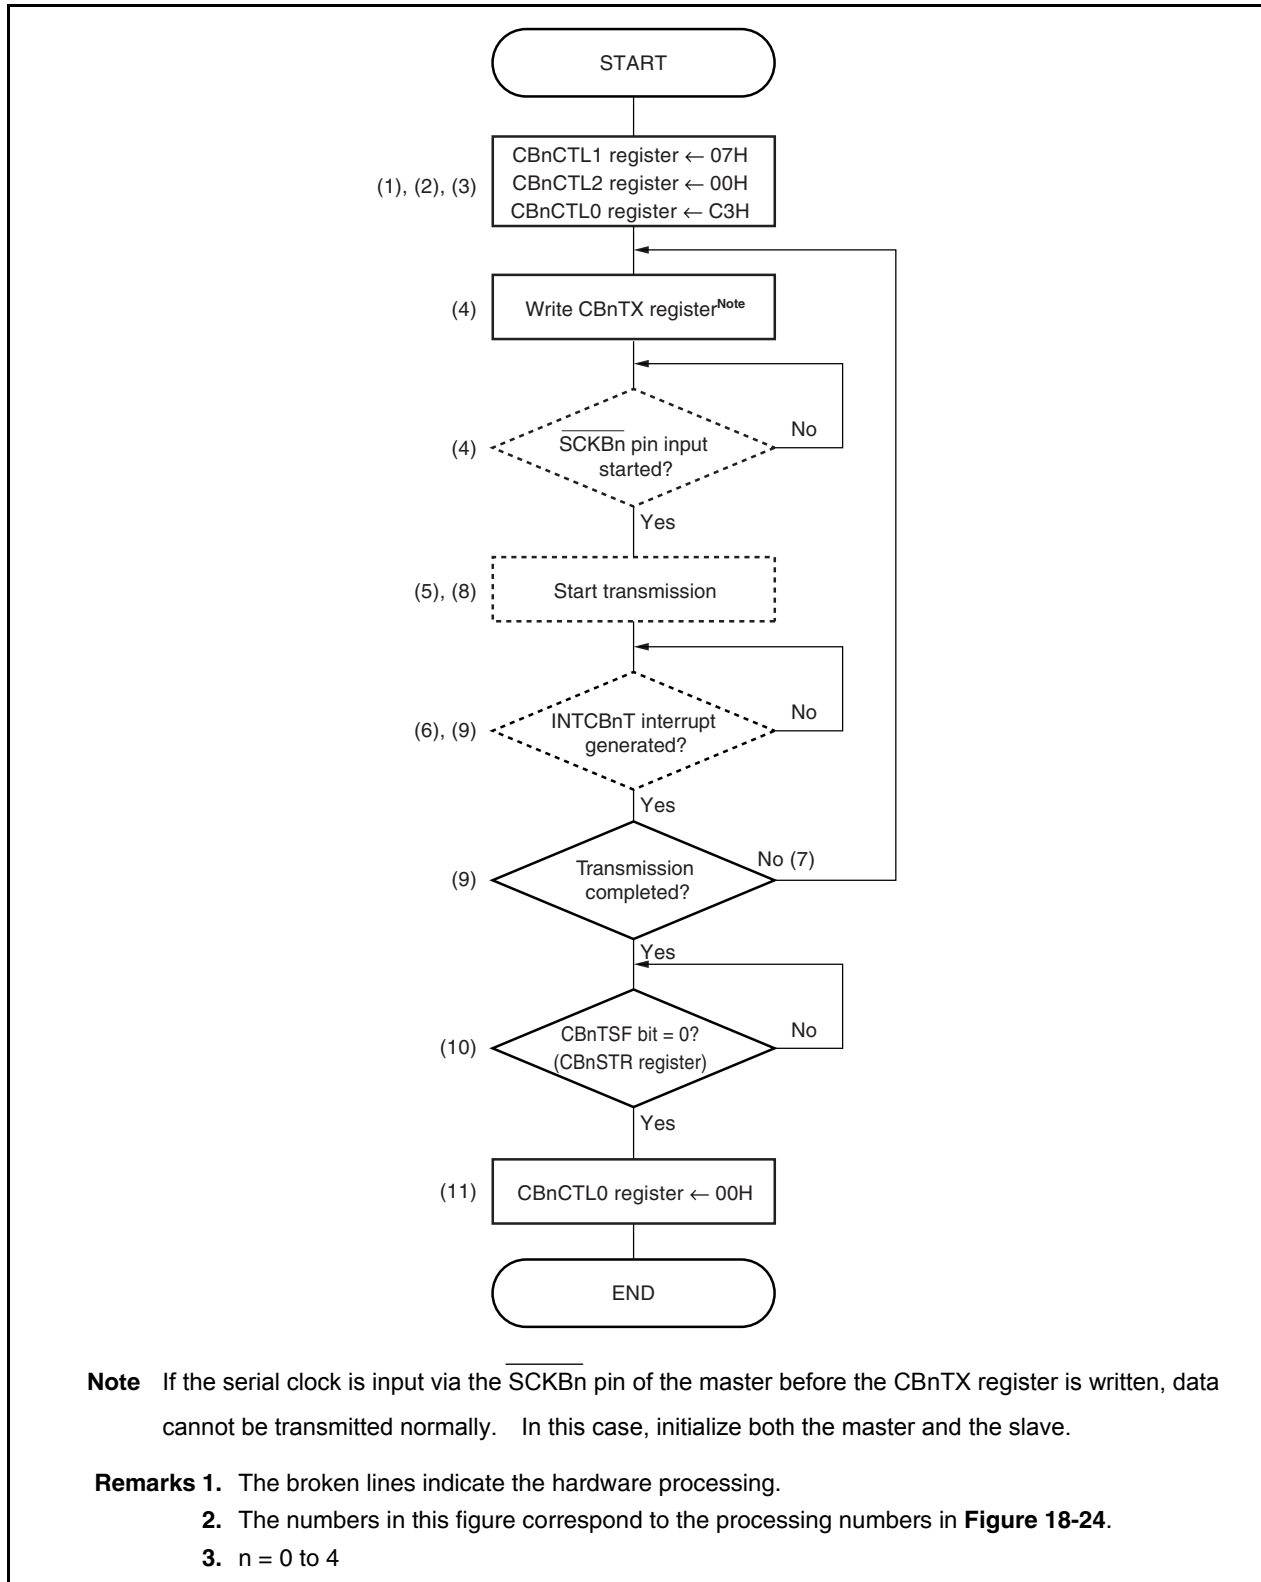 START
CBnCTL1 register ← 07H
CBnCTL2 register ← 00H
CBnCTL0 register ← C3H
(1), (2), (3)
(4)
Write CBnTX registerNote
(4)
SCKBn pin input
started?
No
Yes
(5), (8)
Start transmission
(6), (9)
INTCBnT interrupt
generated?
No
Yes
(9)
Transmission
completed?
No (7)
Yes
(10)
CBnTSF bit = 0?
(CBnSTR register)
No
Yes
(11)
CBnCTL0 register ← 00H
END
Note If the serial clock is input via the SCKBn pin of the master before the CBnTX register is written, data
cannot be transmitted normally. In this case, initialize both the master and the slave.
Remarks 1. The broken lines indicate the hardware processing.
2. The numbers in this figure correspond to the processing numbers in Figure 18-24.
3. n = 0 to 4